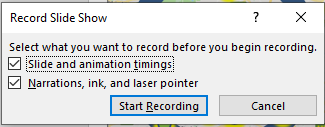 Record Slide Show
Select what you want to record before you begin recording.
Slide and animation timings
Narrations, ink, and laser pointer
Start Recording Cancel